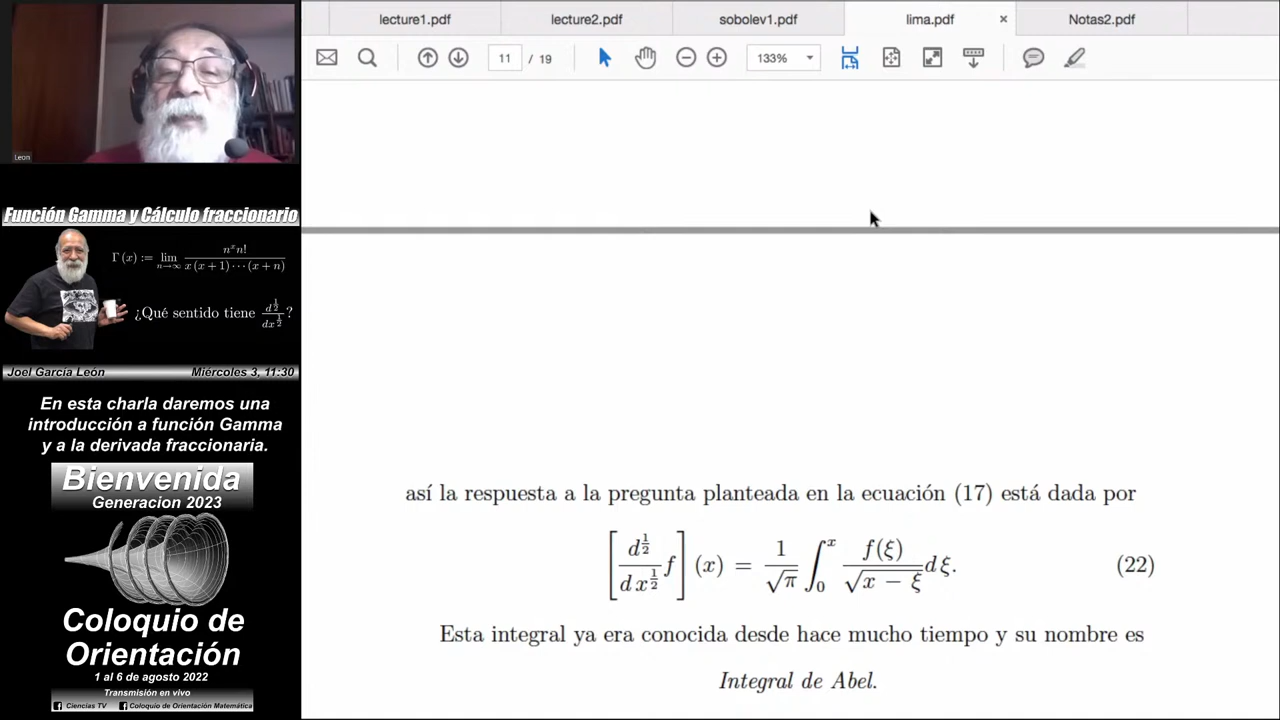 lecture1.pdf
lecture2.pdf
sobolev1.pdf
lima.pdf
×
Notas2.pdf
11 / 19
133%
Leon
Función Gamma y Cálculo fraccionario
Γ (x) := lim n→∞ n^x n! / x (x + 1) · · · (x + n)
¿Qué sentido tiene d^{1/2} / dx^{1/2} ?
Joel García León
Miércoles 3, 11:30
En esta charla daremos una
introducción a función Gamma
y a la derivada fraccionaria.
Bienvenida
Generacion 2023
Coloquio de
Orientación
1 al 6 de agosto 2022
Transmisión en vivo
Ciencias TV
Coloquio de Orientación Matemática
así la respuesta a la pregunta planteada en la ecuación (17) está dada por
[ d^{1/2} / d x^{1/2} f ] (x) = 1/√π ∫_0^x f(ξ) / √(x − ξ) dξ. (22)
Esta integral ya era conocida desde hace mucho tiempo y su nombre es
Integral de Abel.